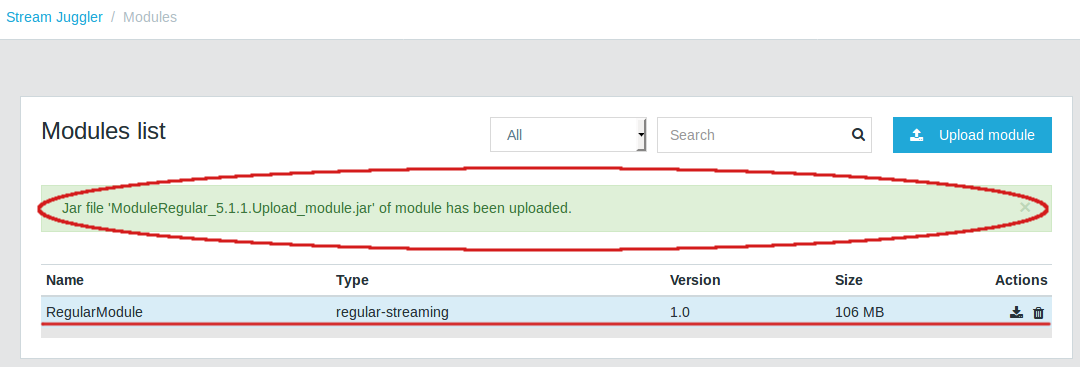 Stream Juggler / Modules
Modules list
All
Search
Upload module
Jar file 'ModuleRegular_5.1.1.Upload_module.jar' of module has been uploaded.
×
Name Type Version Size Actions
RegularModule regular-streaming 1.0 106 MB